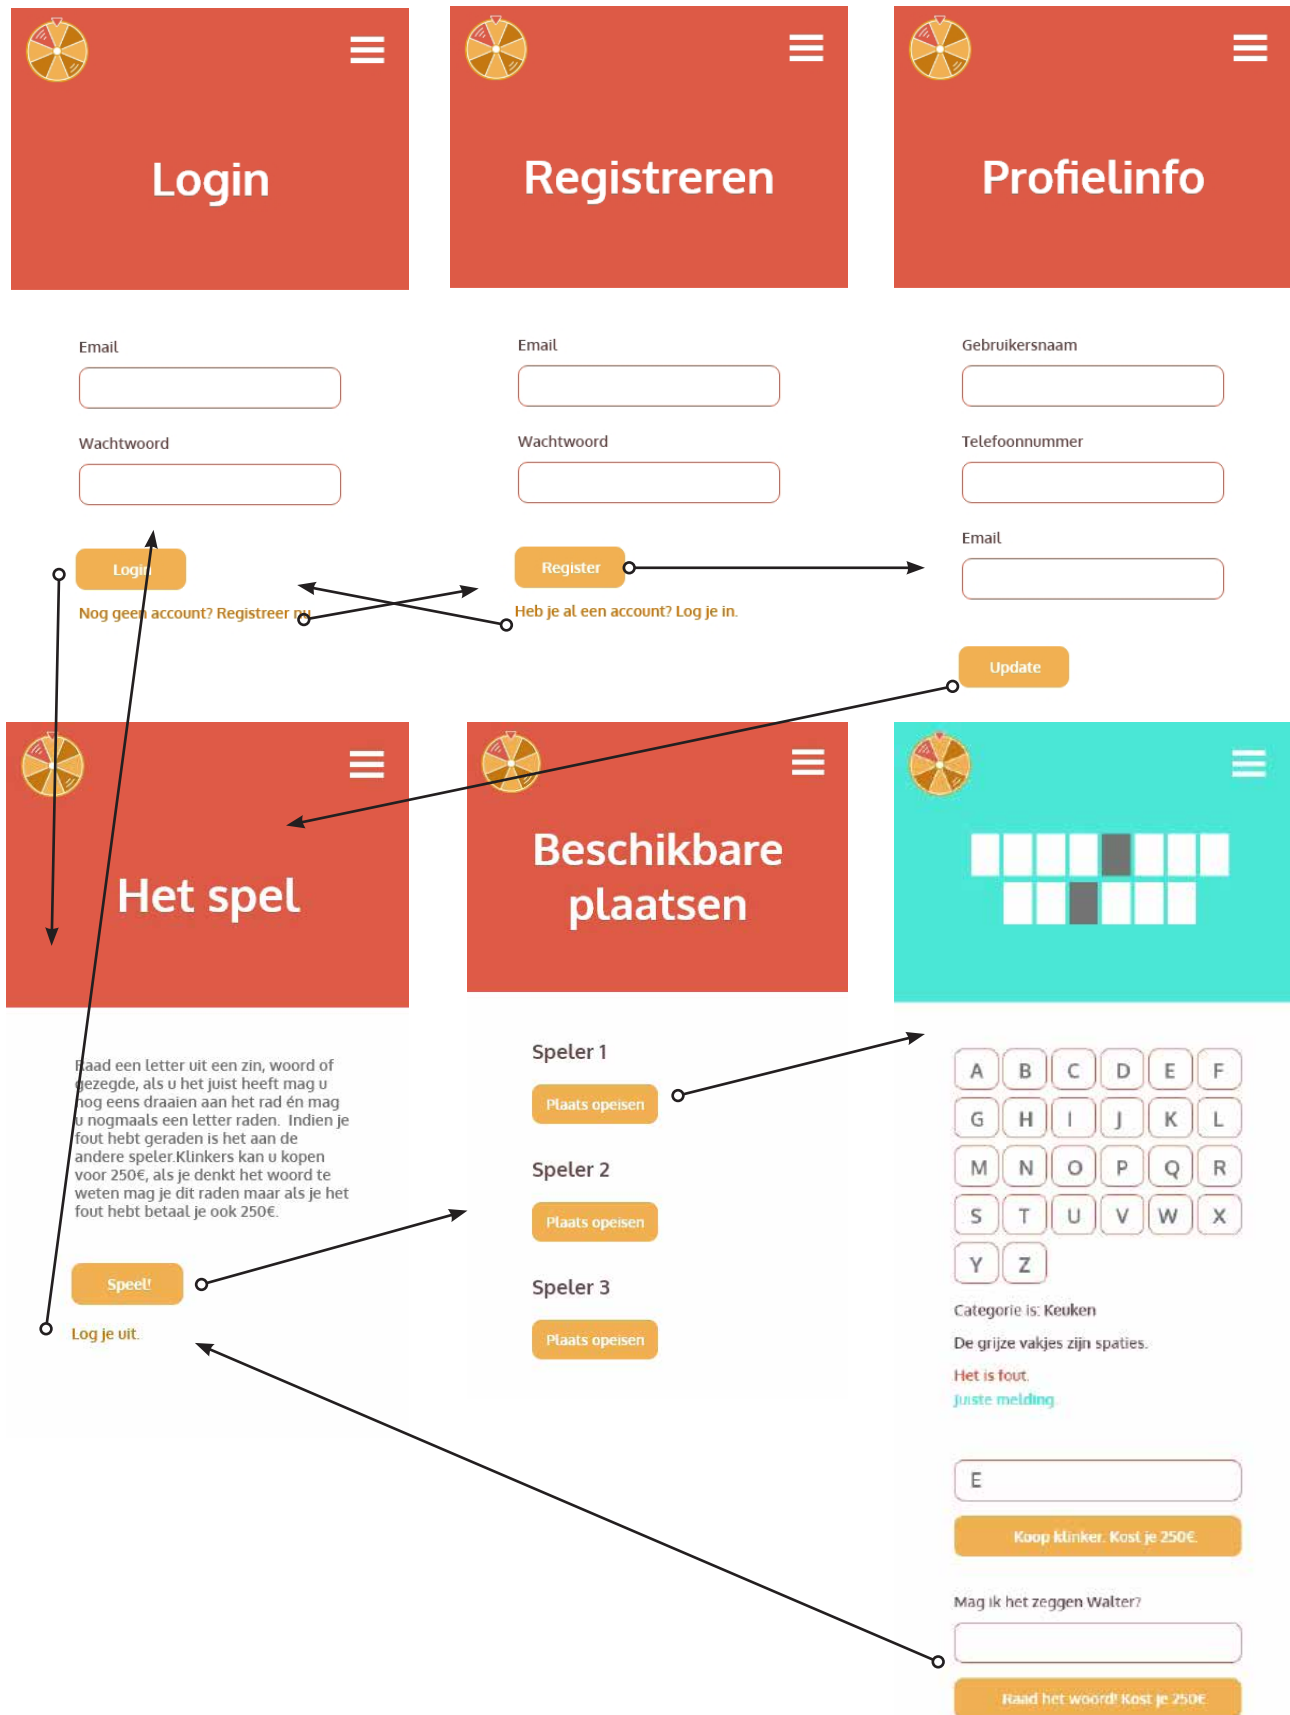 Login
Email
Wachtwoord
Login
Nog geen account? Registreer nu
Registreren
Email
Wachtwoord
Register
Heb je al een account? Log je in.
Profielinfo
Gebruikersnaam
Telefoonnummer
Email
Update
Het spel
Raad een letter uit een zin, woord of
gezegde, als u het juist heeft mag u
nog eens draaien aan het rad én mag
u nogmaals een letter raden. Indien je
fout hebt geraden is het aan de
andere speler.Klinkers kan u kopen
voor 250€, als je denkt het woord te
weten mag je dit raden maar als je het
fout hebt betaal je ook 250€.
Speel!
Log je uit.
Beschikbare
plaatsen
Speler 1
Plaats opeisen
Speler 2
Plaats opeisen
Speler 3
Plaats opeisen
A B C D E F
G H I J K L
M N O P Q R
S T U V W X
Y Z
Categorie is: Keuken
De grijze vakjes zijn spaties.
Het is fout.
Juiste melding.
E
Koop klinker. Kost je 250€.
Mag ik het zeggen Walter?
Raad het woord! Kost je 250€